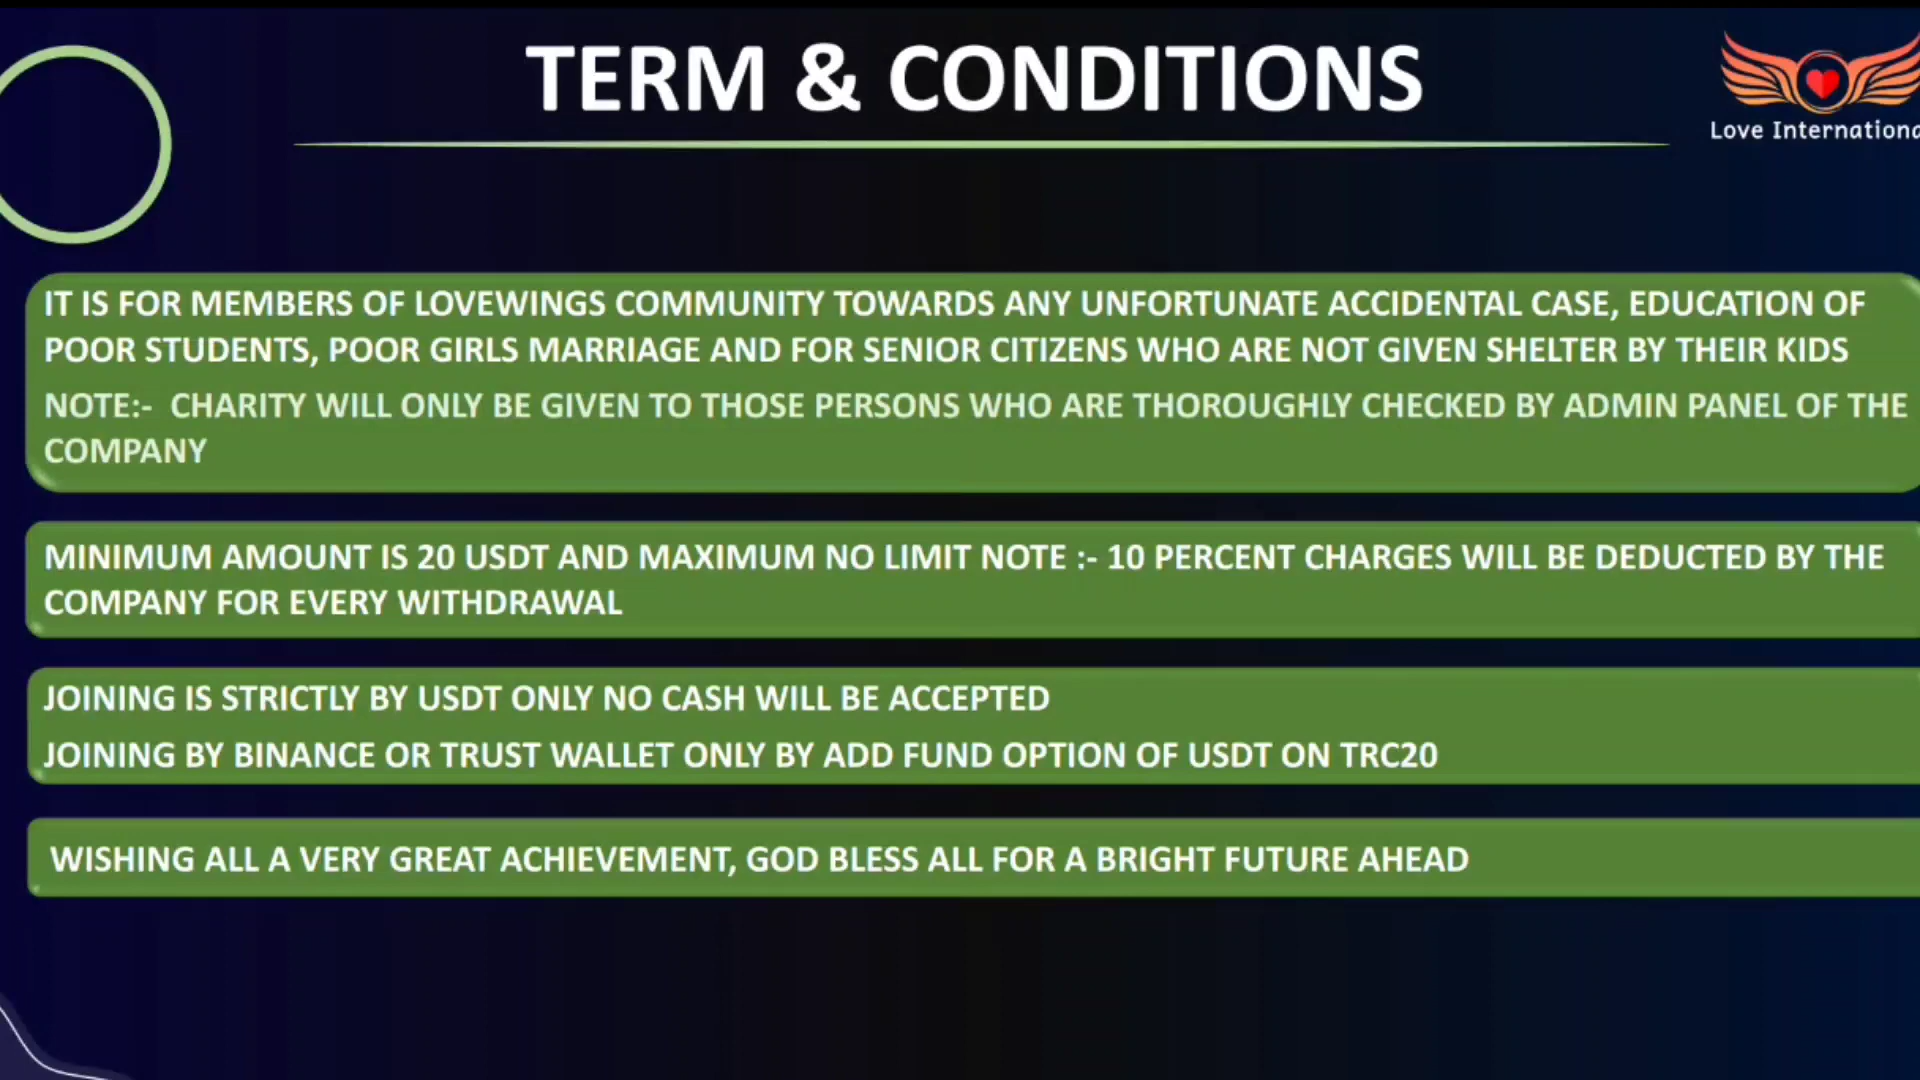 TERM & CONDITIONS
Love Internationa
IT IS FOR MEMBERS OF LOVEWINGS COMMUNITY TOWARDS ANY UNFORTUNATE ACCIDENTAL CASE, EDUCATION OF
POOR STUDENTS, POOR GIRLS MARRIAGE AND FOR SENIOR CITIZENS WHO ARE NOT GIVEN SHELTER BY THEIR KIDS
NOTE:- CHARITY WILL ONLY BE GIVEN TO THOSE PERSONS WHO ARE THOROUGHLY CHECKED BY ADMIN PANEL OF THE
COMPANY
MINIMUM AMOUNT IS 20 USDT AND MAXIMUM NO LIMIT NOTE :- 10 PERCENT CHARGES WILL BE DEDUCTED BY THE
COMPANY FOR EVERY WITHDRAWAL
JOINING IS STRICTLY BY USDT ONLY NO CASH WILL BE ACCEPTED
JOINING BY BINANCE OR TRUST WALLET ONLY BY ADD FUND OPTION OF USDT ON TRC20
WISHING ALL A VERY GREAT ACHIEVEMENT, GOD BLESS ALL FOR A BRIGHT FUTURE AHEAD